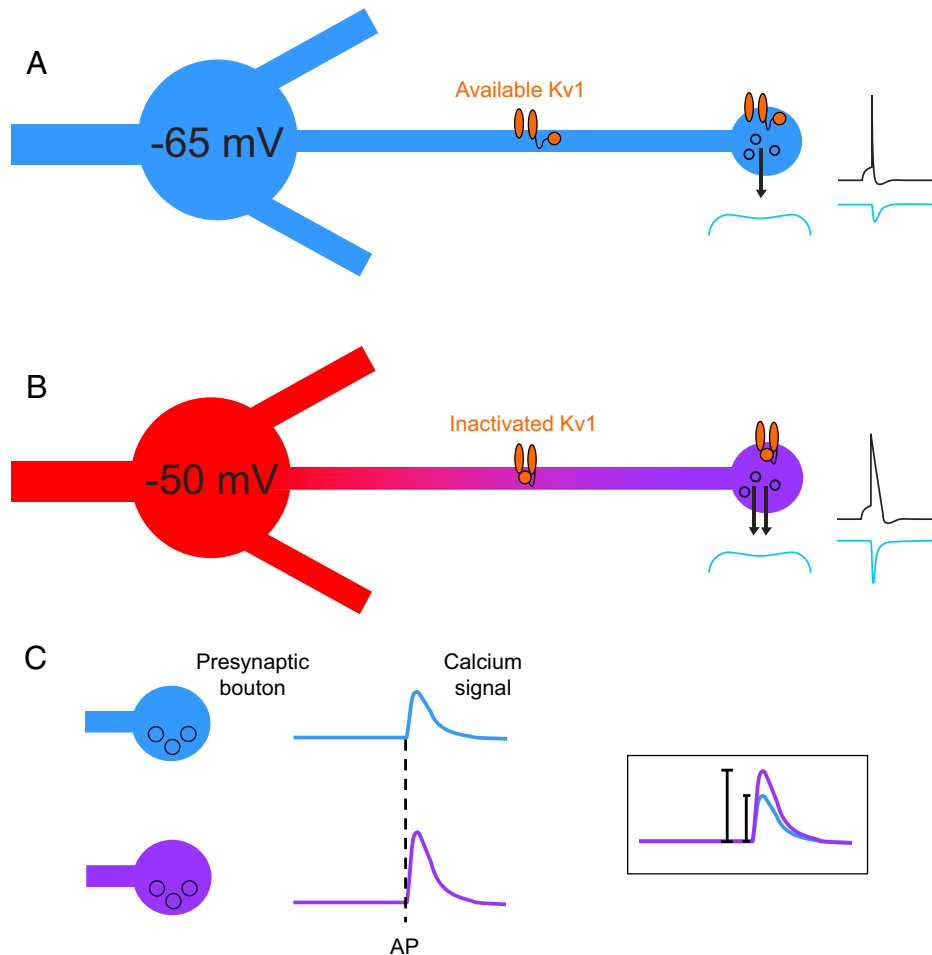 A
Available Kv1
-65 mV
B
Inactivated Kv1
-50 mV
C
Presynaptic
bouton
Calcium
signal
AP